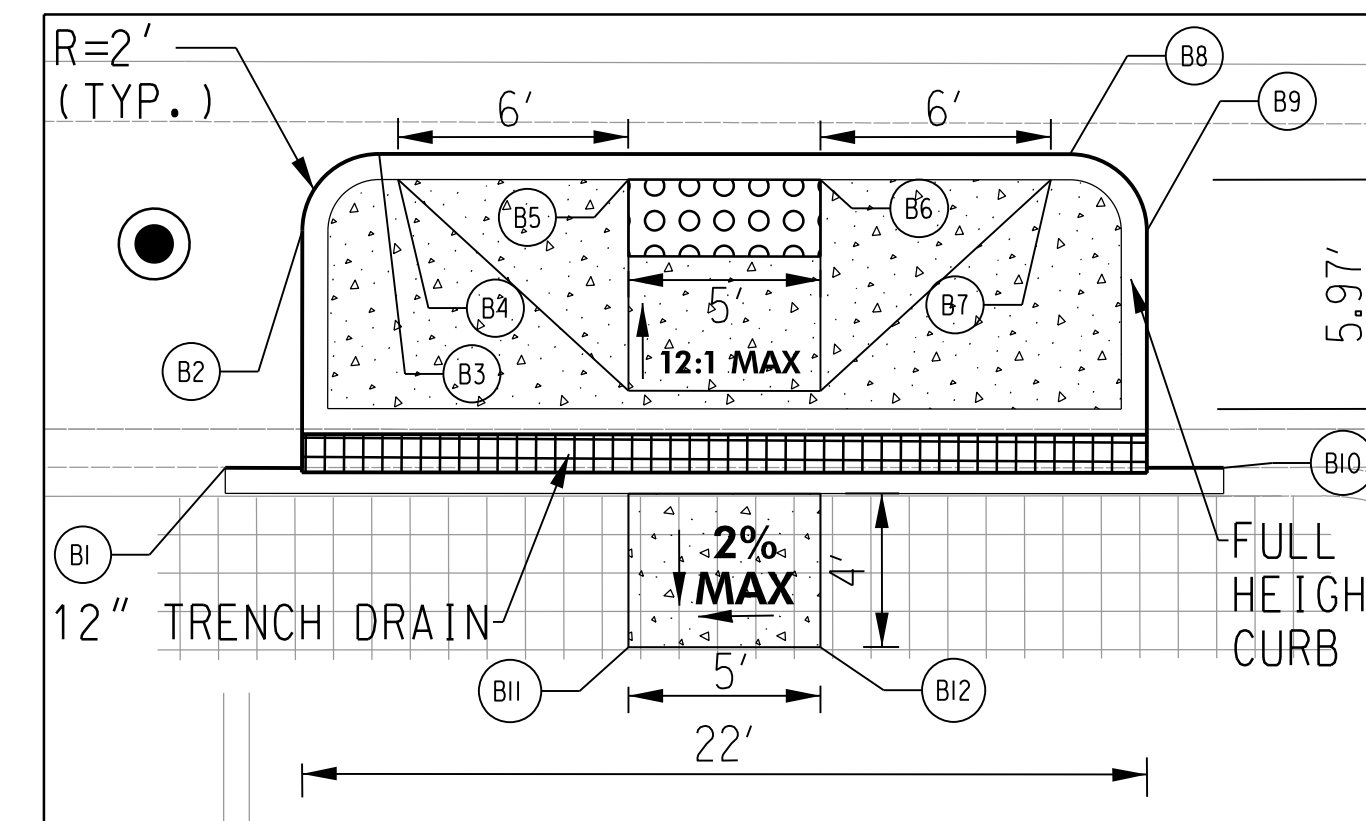 R=2'
(TYP.)
B8
B9
6'
6'
B5
B6
B4
5'
B7
5.97'
12:1 MAX
B2
B3
B10
B1
2%
MAX
4'
FULL
HEIGH
CURB
12" TRENCH DRAIN
B11
5'
B12
22'